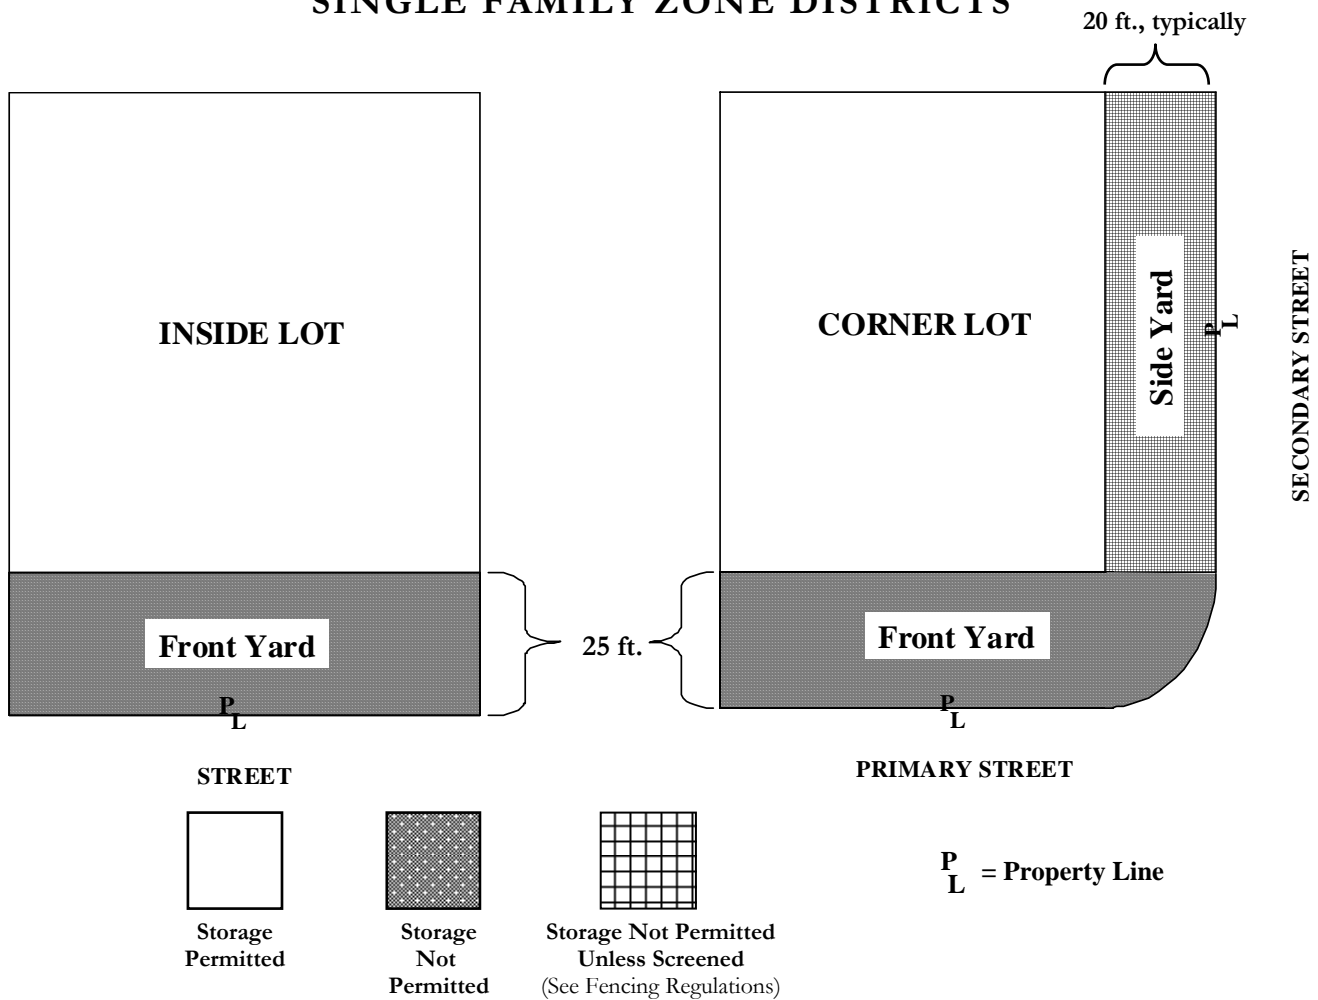 SINGLE FAMILY ZONE DISTRICTS
20 ft., typically
INSIDE LOT
CORNER LOT
Side Yard
P
L
SECONDARY STREET
Front Yard
25 ft.
Front Yard
P
L
P
L
STREET
PRIMARY STREET
P
L = Property Line
Storage
Permitted
Storage
Not
Permitted
Storage Not Permitted
Unless Screened
(See Fencing Regulations)